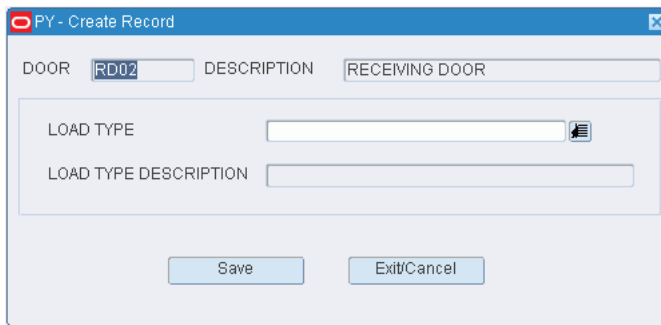 PY - Create Record
DOOR RD02 DESCRIPTION RECEIVING DOOR
LOAD TYPE
LOAD TYPE DESCRIPTION
Save Exit/Cancel